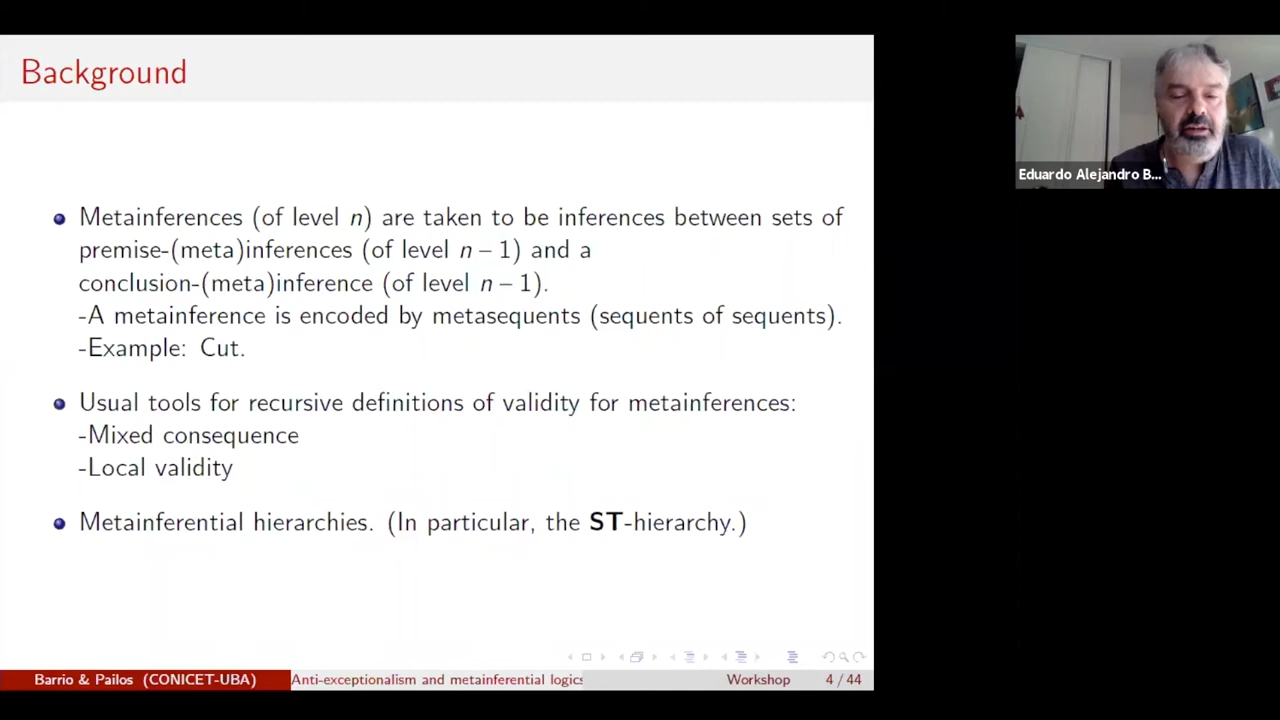 Background
Metainferences (of level n) are taken to be inferences between sets of
premise-(meta)inferences (of level n – 1) and a
conclusion-(meta)inference (of level n – 1).
-A metainference is encoded by metasequents (sequents of sequents).
-Example: Cut.
Usual tools for recursive definitions of validity for metainferences:
-Mixed consequence
-Local validity
Metainferential hierarchies. (In particular, the ST-hierarchy.)
Barrio & Pailos (CONICET-UBA) Anti-exceptionalism and metainferential logics Workshop 4 / 44
Eduardo Alejandro B...